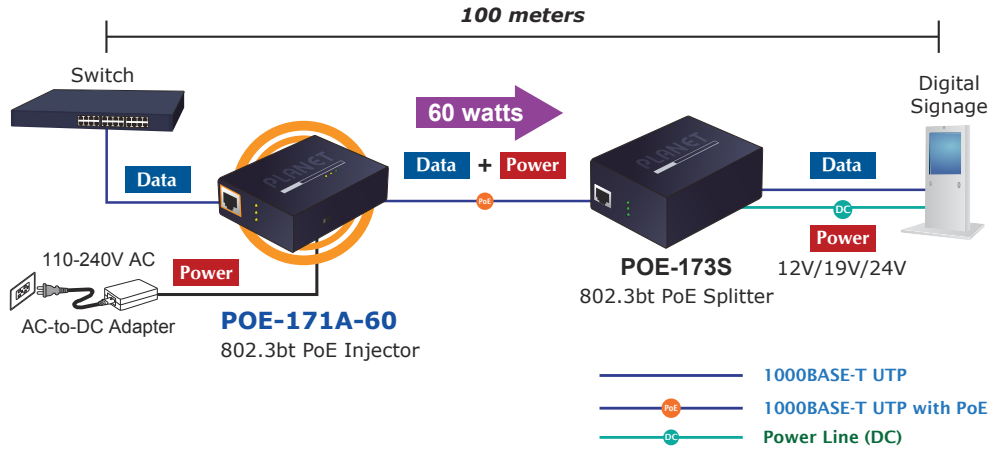 100 meters
Switch
Digital
Signage
60 watts
Data
PLANET
Data + Power
PoE
PLANET
Data
DC
Power
12V/19V/24V
110-240V AC
Power
AC-to-DC Adapter
POE-171A-60
802.3bt PoE Injector
POE-173S
802.3bt PoE Splitter
1000BASE-T UTP
PoE
1000BASE-T UTP with PoE
DC
Power Line (DC)